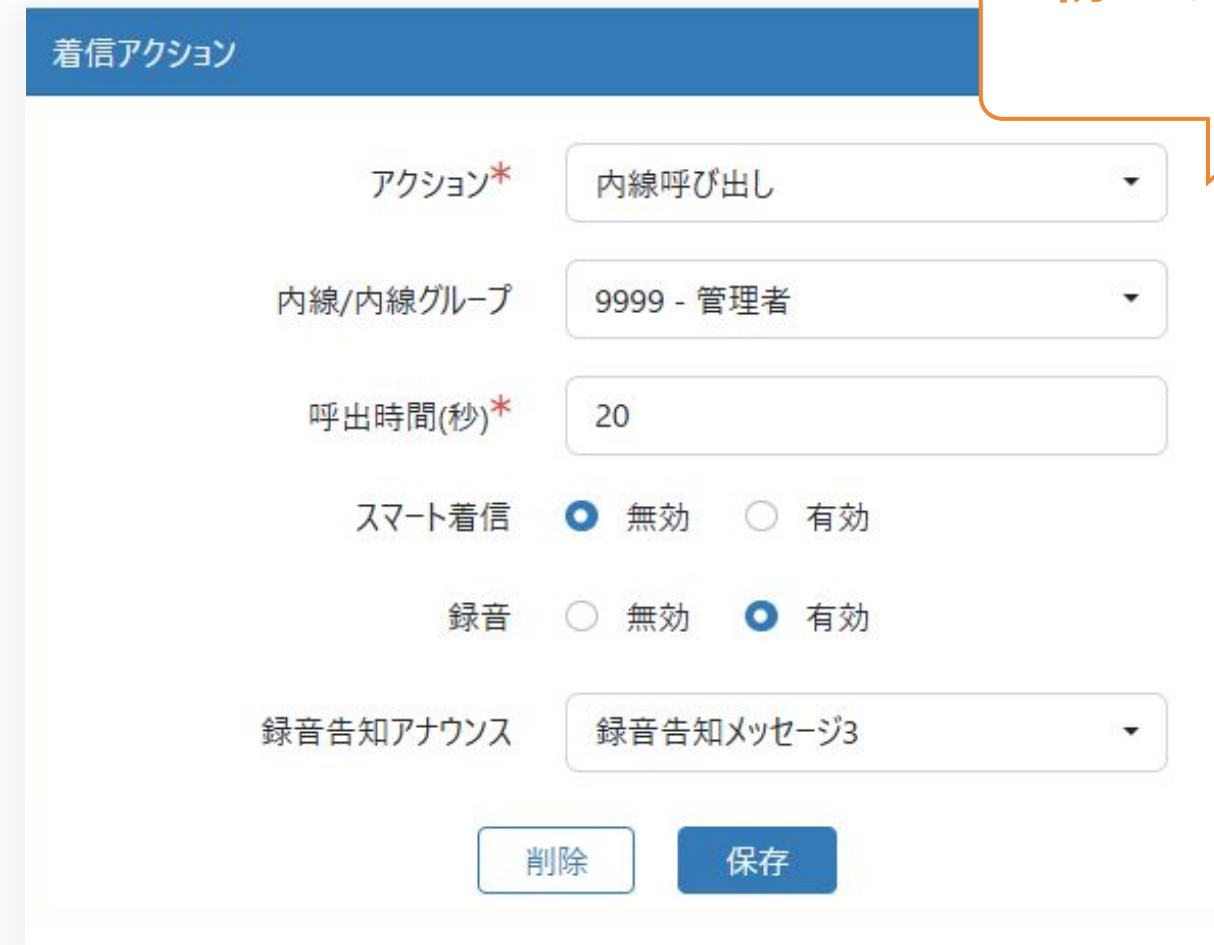 着信アクション
アクション*
内線呼び出し
内線/内線グループ
9999 - 管理者
呼出時間(秒)*
20
スマート着信
無効
有効
録音
無効
有効
録音告知アナウンス
録音告知メッセージ3
削除
保存